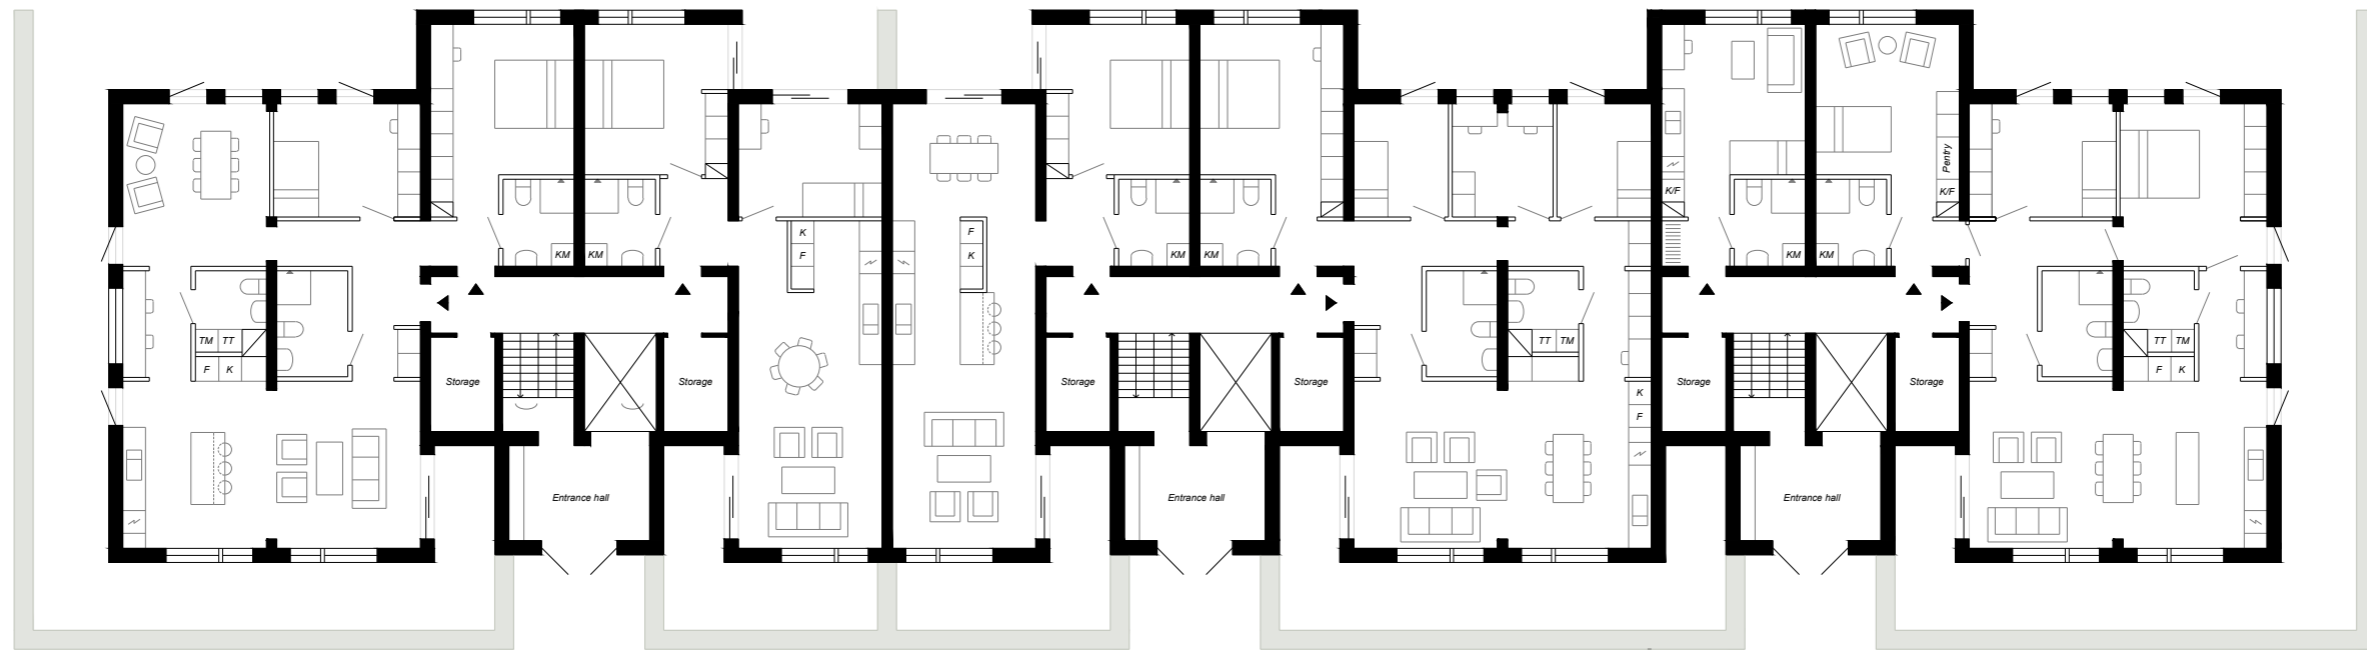 Pentry
K/F
K/F
K
F
F
K
KM
KM
KM
KM
KM
KM
TM TT
F K
TT TM
TT TM
F K
K
F
Storage
Storage
Storage
Storage
Storage
Storage
Entrance hall
Entrance hall
Entrance hall